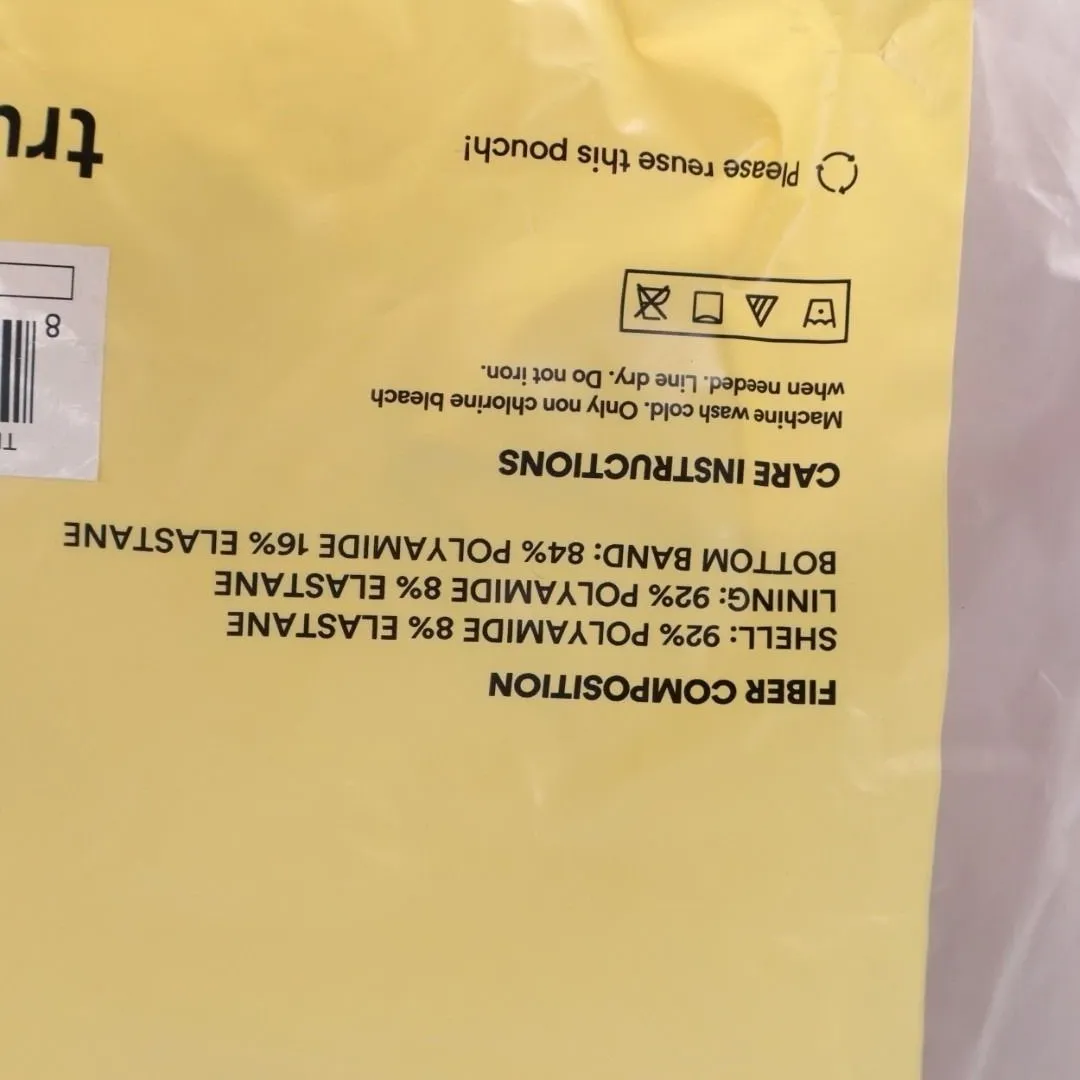 FIBER COMPOSITION
SHELL: 92% POLYAMIDE 8% ELASTANE
LINING: 92% POLYAMIDE 8% ELASTANE
BOTTOM BAND: 84% POLYAMIDE 16% ELASTANE
CARE INSTRUCTIONS
Machine wash cold. Only non chlorine bleach
when needed. Line dry. Do not iron.
Please reuse this pouch!
8
tru